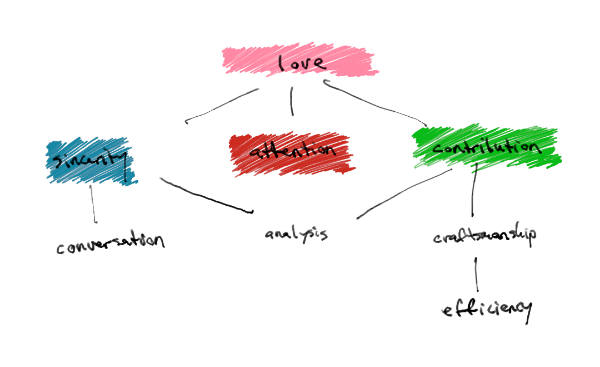 love
sincerity
attention
contribution
conversation
analysis
craftsmanship
efficiency